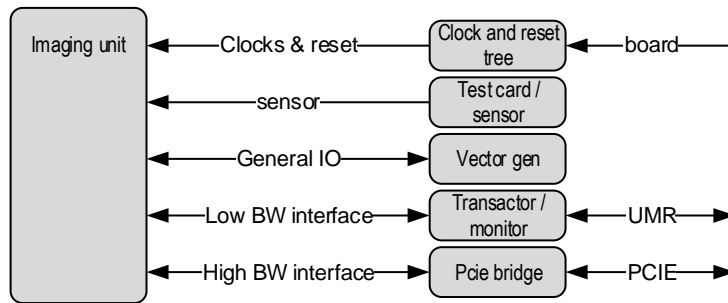 Imaging unit
Clocks & reset
Clock and reset
tree
board
sensor
Test card /
sensor
General IO
Vector gen
Low BW interface
Transactor /
monitor
UMR
High BW interface
Pcie bridge
PCIE